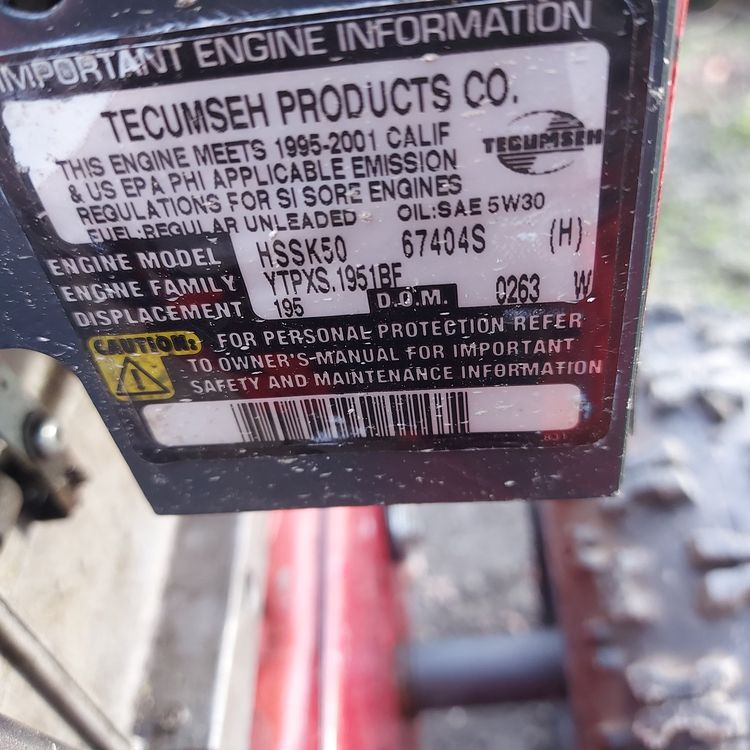 IMPORTANT ENGINE INFORMATION
TECUMSEH PRODUCTS CO.
THIS ENGINE MEETS 1995-2001 CALIF
& US EPA PHI APPLICABLE EMISSION
REGULATIONS FOR SI SORE ENGINES
FUEL:REGULAR UNLEADED OIL:SAE 5W30
TECUMSEH
ENGINE MODEL HSSK50 67404S (H)
ENGINE FAMILY YTPXS.1951BF
DISPLACEMENT 195 D.O.M. 0263 W
CAUTION: FOR PERSONAL PROTECTION REFER
TO OWNER'S MANUAL FOR IMPORTANT
SAFETY AND MAINTENANCE INFORMATION
831